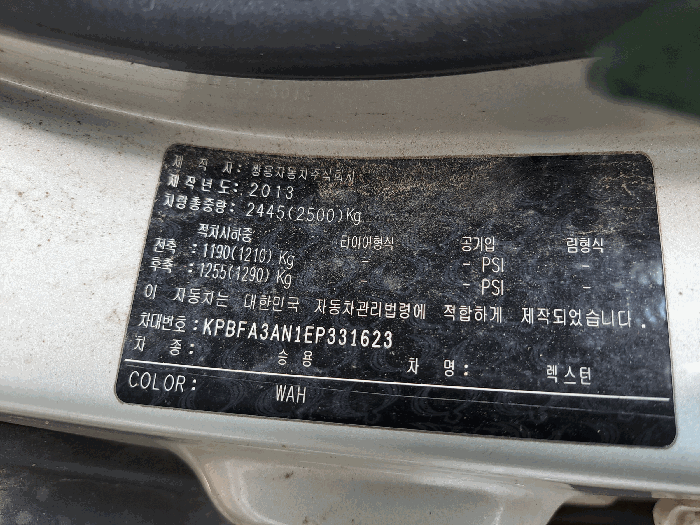 제 작 자: 쌍용자동차주식회사
제작년도: 2013
차량총중량: 2445(2500)Kg
적차시하중 타이어형식 공기압 림형식
전축 : 1190(1210) Kg - - PSI -
후축 : 1255(1290) Kg - - PSI -
이 자동차는 대한민국 자동차관리법령에 적합하게 제작되었습니다.
차대번호: KPBFA3AN1EP331623
차 종: 승용 차 명: 렉스턴
COLOR: WAH